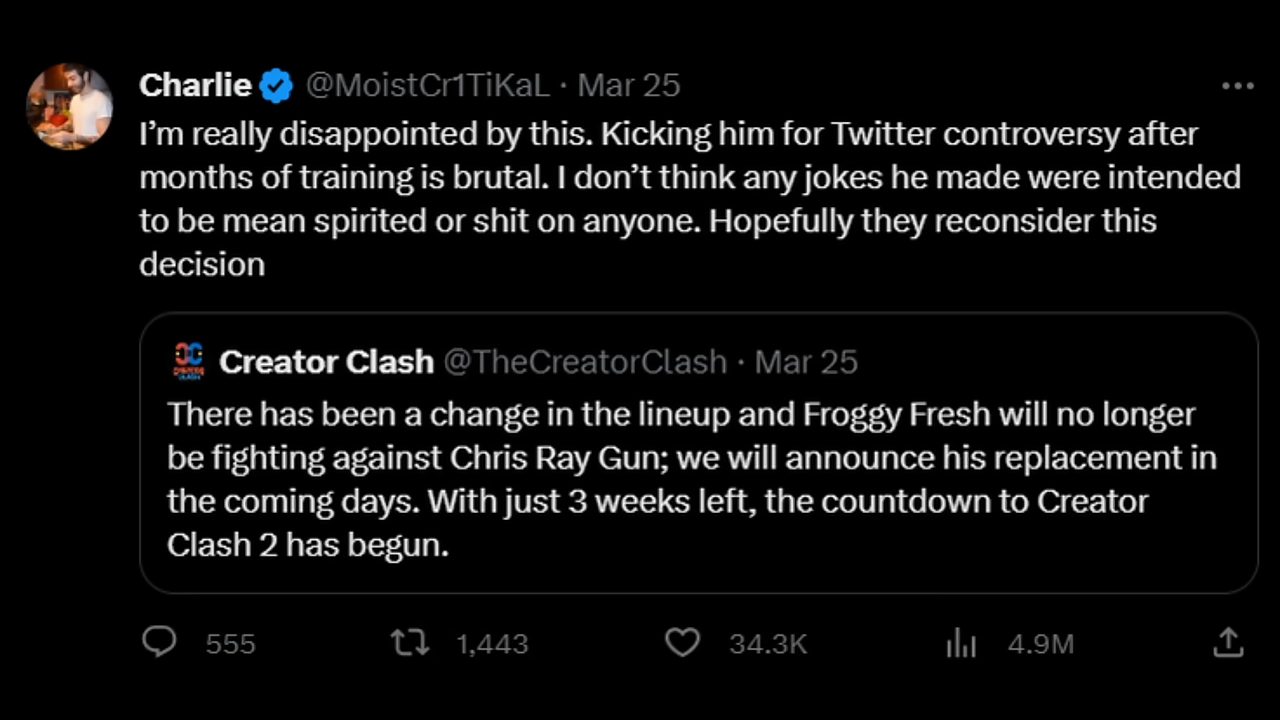 Charlie @MoistCr1TiKaL · Mar 25
I’m really disappointed by this. Kicking him for Twitter controversy after
months of training is brutal. I don’t think any jokes he made were intended
to be mean spirited or shit on anyone. Hopefully they reconsider this
decision
Creator Clash @TheCreatorClash · Mar 25
There has been a change in the lineup and Froggy Fresh will no longer
be fighting against Chris Ray Gun; we will announce his replacement in
the coming days. With just 3 weeks left, the countdown to Creator
Clash 2 has begun.
555 1,443 34.3K 4.9M